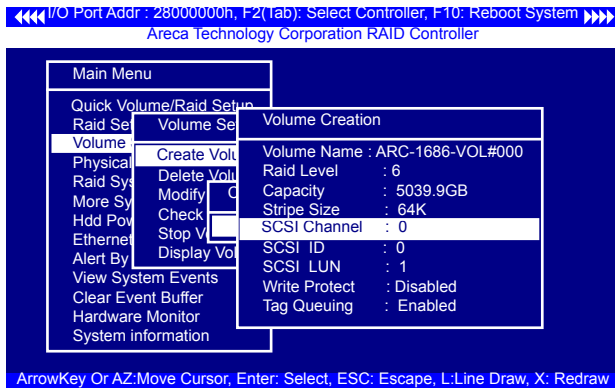 I/O Port Addr : 28000000h, F2(Tab): Select Controller, F10: Reboot System
Areca Technology Corporation RAID Controller
Main Menu
Quick Volume/Raid Setup
Raid Set
Volume
Physical
Raid Sys
More Sy
Hdd Pow
Ethernet
Alert By
View System Events
Clear Event Buffer
Hardware Monitor
System information
Volume Se
Create Volu
Delete Volu
Modify
Check
Stop V
Display Vol
C
Volume Creation
Volume Name : ARC-1686-VOL#000
Raid Level : 6
Capacity : 5039.9GB
Stripe Size : 64K
SCSI Channel : 0
SCSI ID : 0
SCSI LUN : 1
Write Protect : Disabled
Tag Queuing : Enabled
ArrowKey Or AZ:Move Cursor, Enter: Select, ESC: Escape, L:Line Draw, X: Redraw